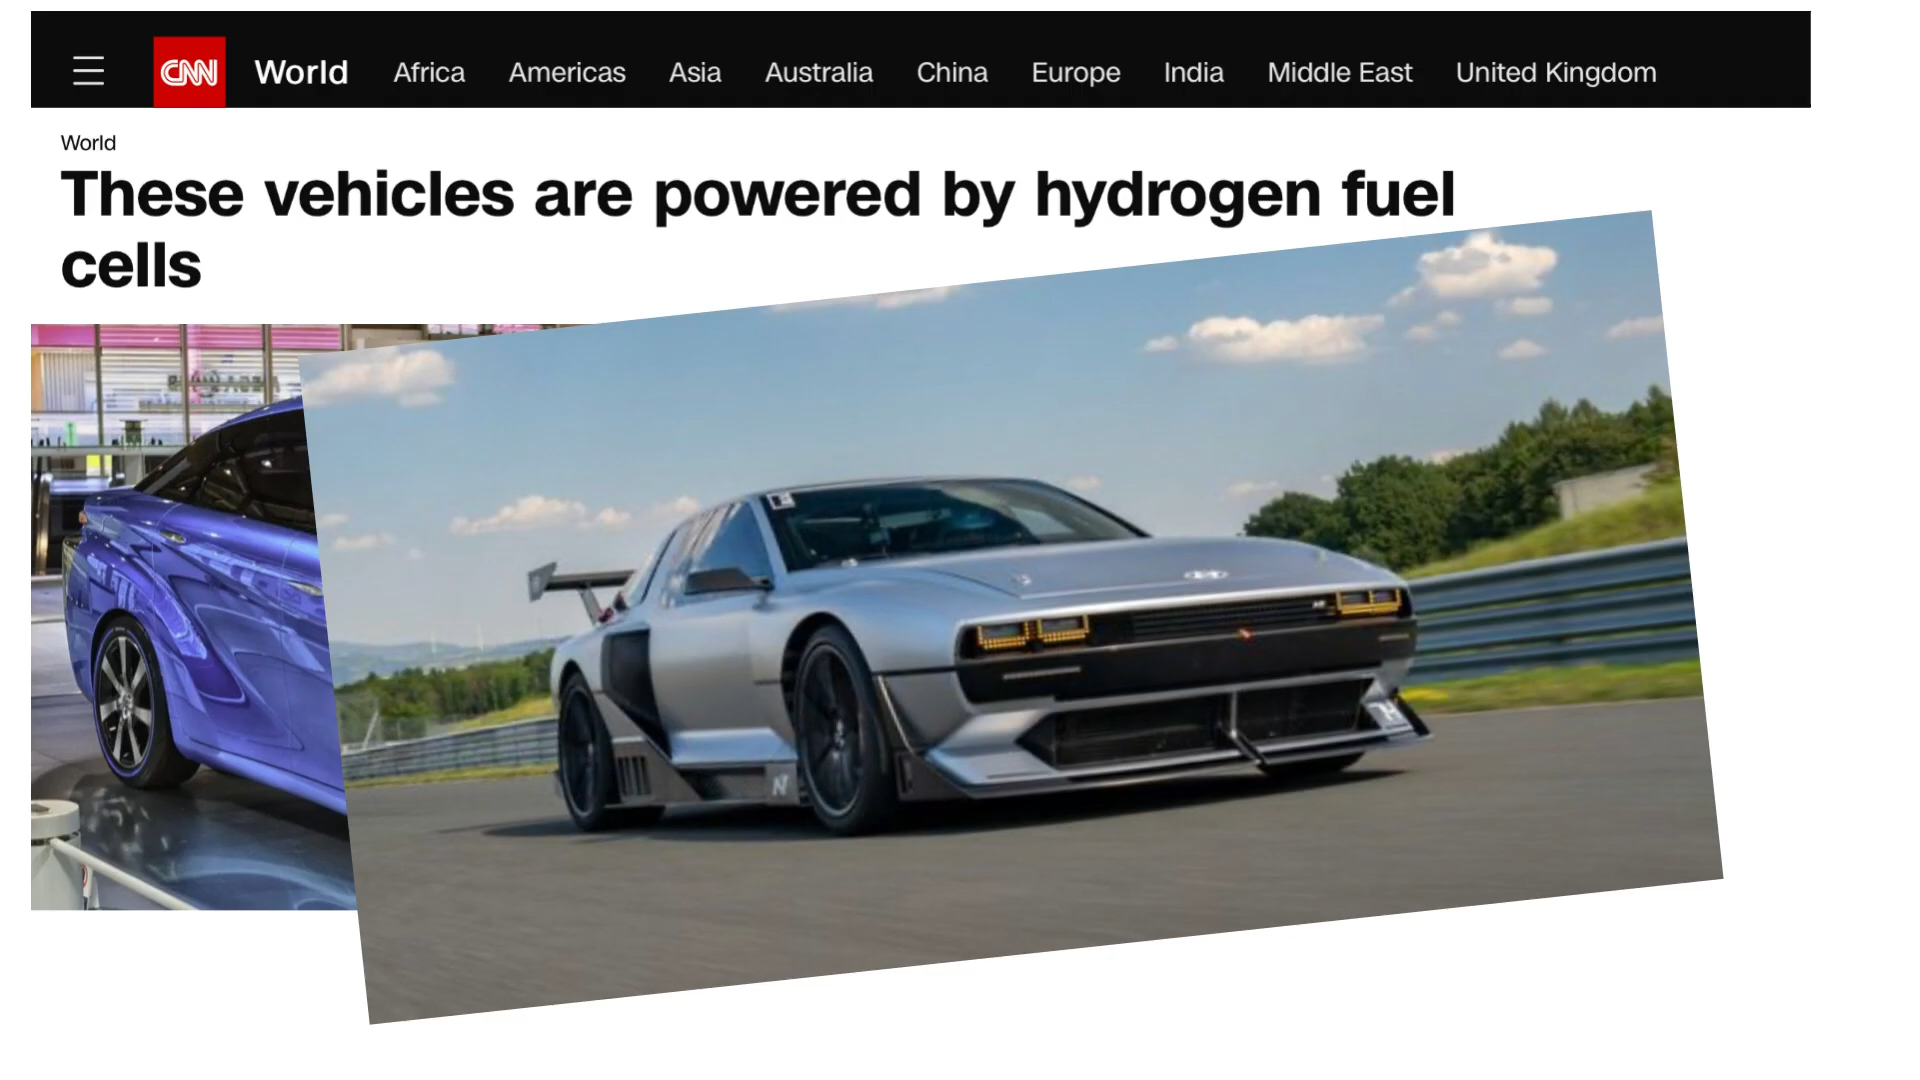 CNN World Africa Americas Asia Australia China Europe India Middle East United Kingdom
World
These vehicles are powered by hydrogen fuel
cells
N